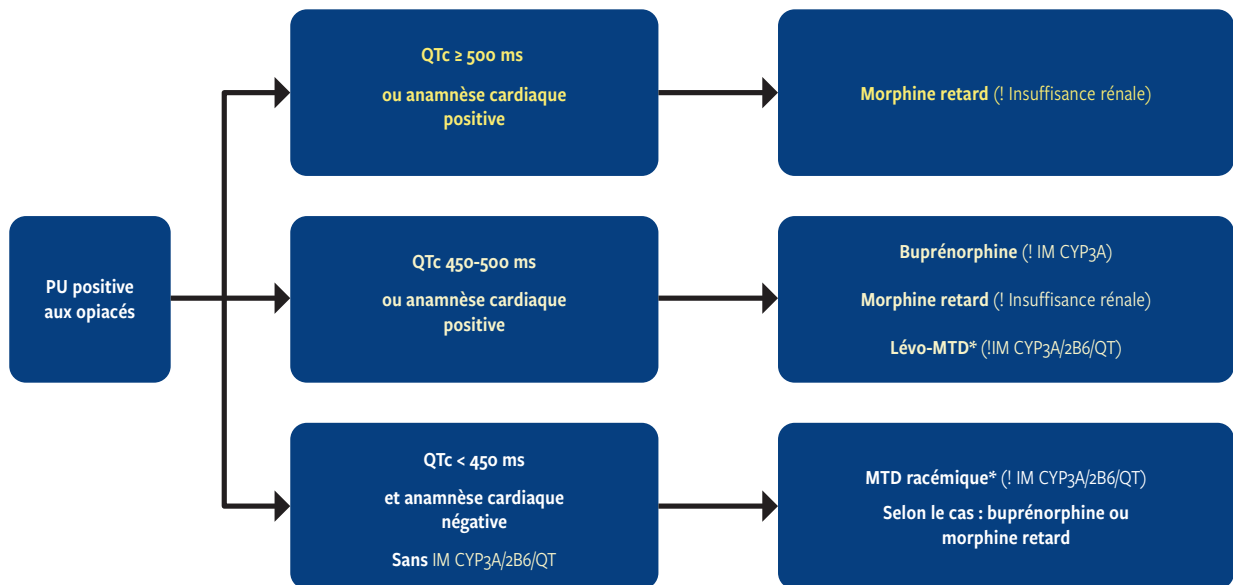 QTc ≥ 500 ms
ou anamnèse cardiaque
positive
Morphine retard (! Insuffisance rénale)
PU positive
aux opiacés
QTc 450-500 ms
ou anamnèse cardiaque
positive
Buprénorphine (! IM CYP3A)
Morphine retard (! Insuffisance rénale)
Lévo-MTD* (!IM CYP3A/2B6/QT)
QTc < 450 ms
et anamnèse cardiaque
négative
Sans IM CYP3A/2B6/QT
MTD racémique* (! IM CYP3A/2B6/QT)
Selon le cas : buprénorphine ou
morphine retard